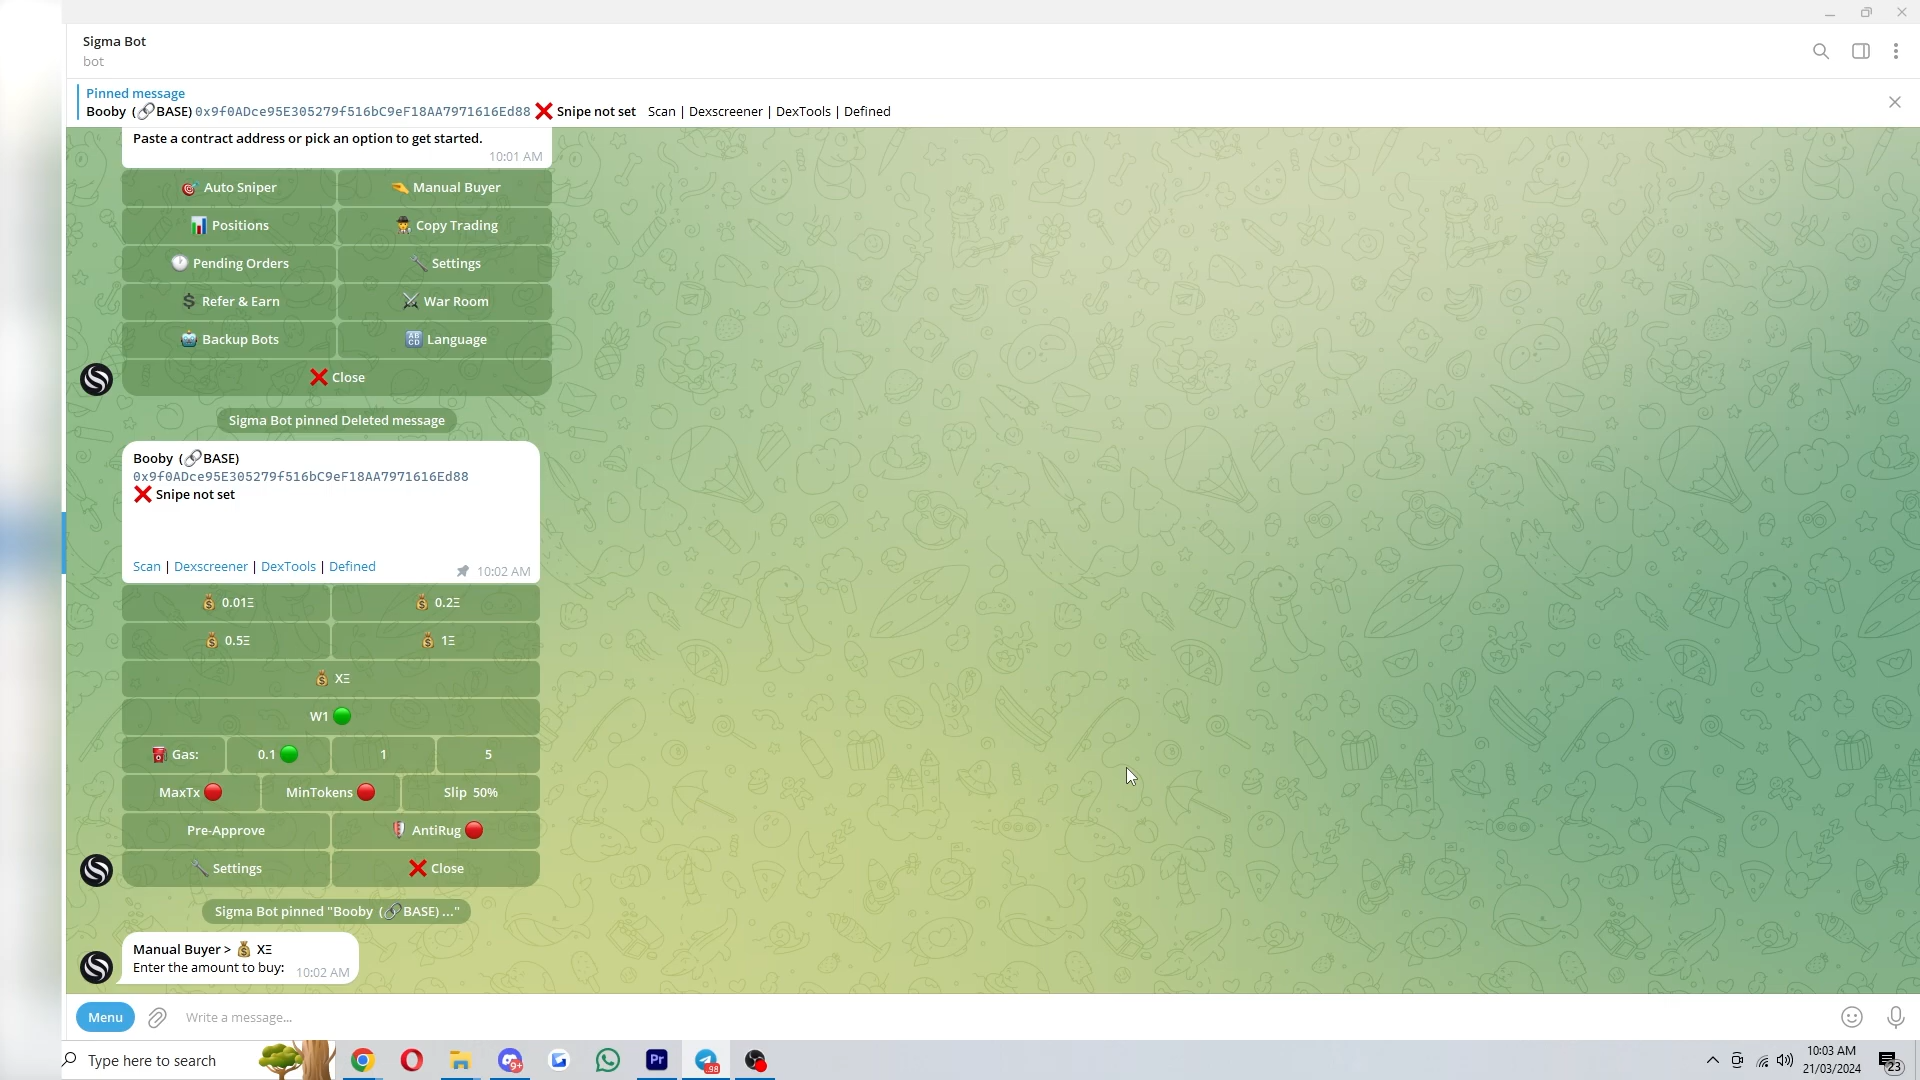 Sigma Bot
bot
Pinned message
Booby (🔗BASE) 0x9f0ADce95E305279f516bC9eF18AA7971616Ed88 ❌ Snipe not set Scan | Dexscreener | DexTools | Defined
Paste a contract address or pick an option to get started.
10:01 AM
🎯 Auto Sniper
Manual Buyer
📊 Positions
Copy Trading
🕐 Pending Orders
🔧 Settings
💲 Refer & Earn
⚔ War Room
🤖 Backup Bots
🔠 Language
❌ Close
Sigma Bot pinned Deleted message
Booby (🔗BASE)
0x9f0ADce95E305279f516bC9eF18AA7971616Ed88
❌ Snipe not set
Scan | Dexscreener | DexTools | Defined
10:02 AM
💰 0.01Ξ
💰 0.2Ξ
💰 0.5Ξ
💰 1Ξ
💰 XΞ
W1 🟢
⛽ Gas:
0.1 🟢
1
5
MaxTx 🔴
MinTokens 🔴
Slip 50%
Pre-Approve
AntiRug 🔴
🔧 Settings
❌ Close
Sigma Bot pinned "Booby (🔗BASE) ..."
Manual Buyer > 💰 XΞ
Enter the amount to buy: 10:02 AM
Menu
Write a message...
Type here to search
9+
Pr
.98
10:03 AM
21/03/2024
23